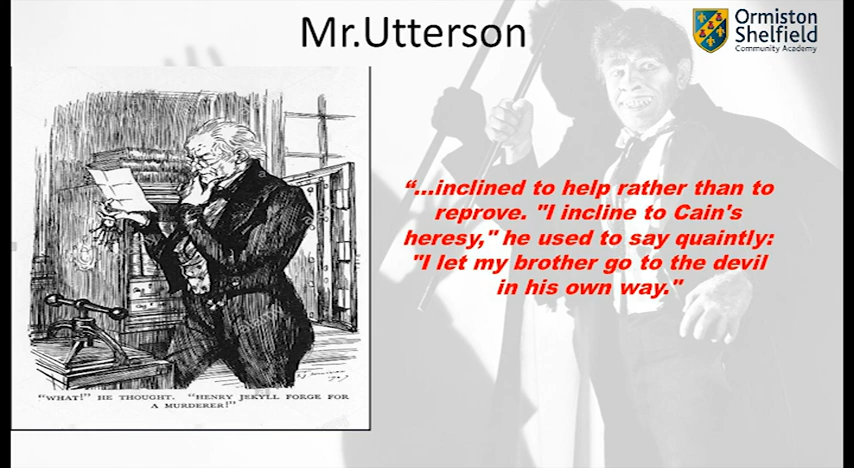 Mr.Utterson
Ormiston
Shelfield
Community Academy
“...inclined to help rather than to
reprove. "I incline to Cain's
heresy," he used to say quaintly:
"I let my brother go to the devil
in his own way."
"WHAT!" HE THOUGHT. "HENRY JEKYLL FORGE FOR
A MURDERER!"